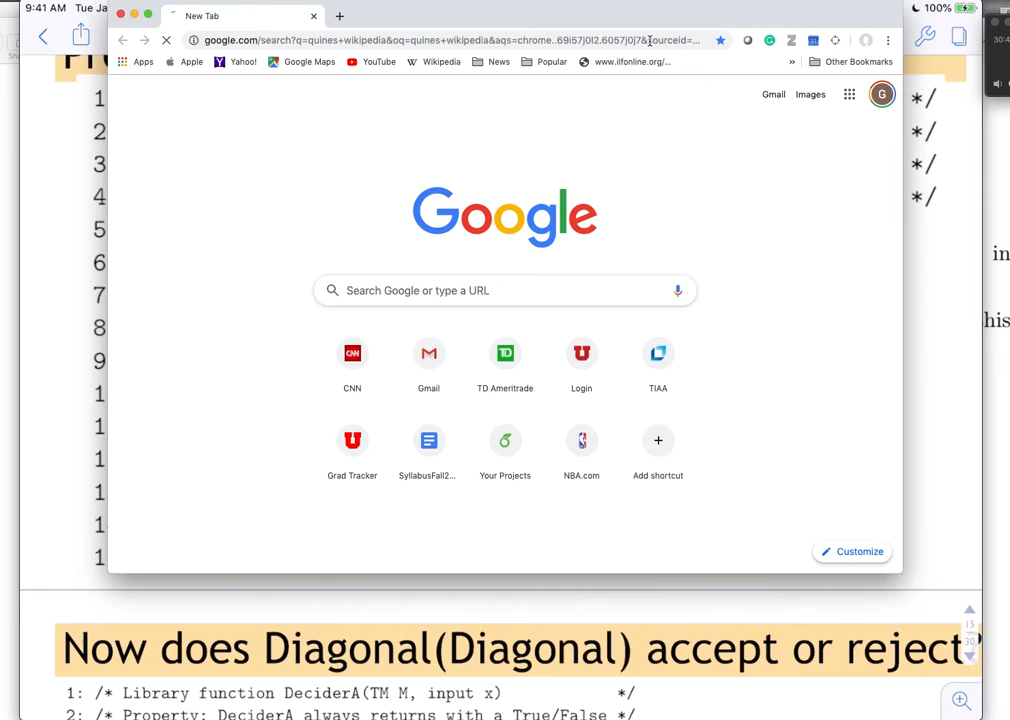 9:41 AM Tue Ja
100%
New Tab
google.com/search?q=quines+wikipedia&oq=quines+wikipedia&aqs=chrome..69i57j0l2.6057j0j7&sourceid=...
Apps Apple Yahoo! Google Maps YouTube Wikipedia News Popular www.ilfonline.org/... » Other Bookmarks
Gmail Images G
Google
Search Google or type a URL
CNN Gmail TD Ameritrade Login TIAA
Grad Tracker SyllabusFall2... Your Projects NBA.com Add shortcut
Customize
1 */
2 */
3 */
4 */
5
6 in
7
8 his
9
1
1
1
1
1
1
15
30
Now does Diagonal(Diagonal) accept or reject?
1: /* Library function DeciderA(TM M, input x) */
2: /* Property: DeciderA always returns with a True/False */